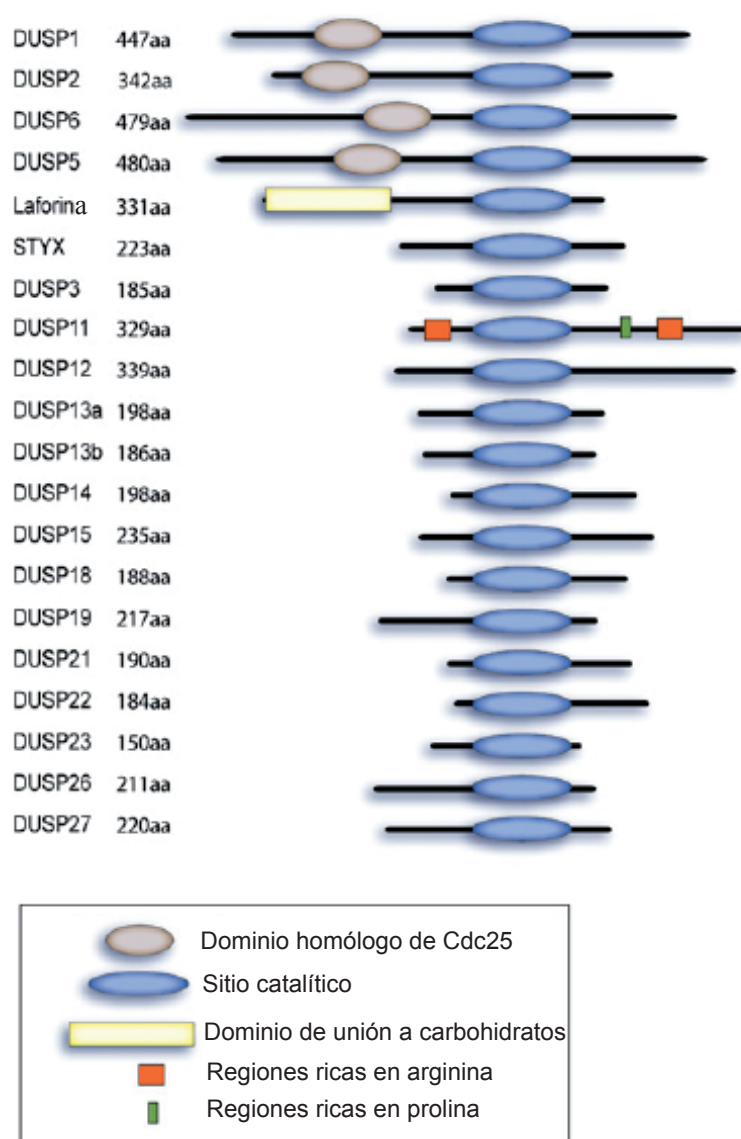 DUSP1 447aa
DUSP2 342aa
DUSP6 479aa
DUSP5 480aa
Laforina 331aa
STYX 223aa
DUSP3 185aa
DUSP11 329aa
DUSP12 339aa
DUSP13a 198aa
DUSP13b 186aa
DUSP14 198aa
DUSP15 235aa
DUSP18 188aa
DUSP19 217aa
DUSP21 190aa
DUSP22 184aa
DUSP23 150aa
DUSP26 211aa
DUSP27 220aa
Dominio homólogo de Cdc25
Sitio catalítico
Dominio de unión a carbohidratos
Regiones ricas en arginina
Regiones ricas en prolina